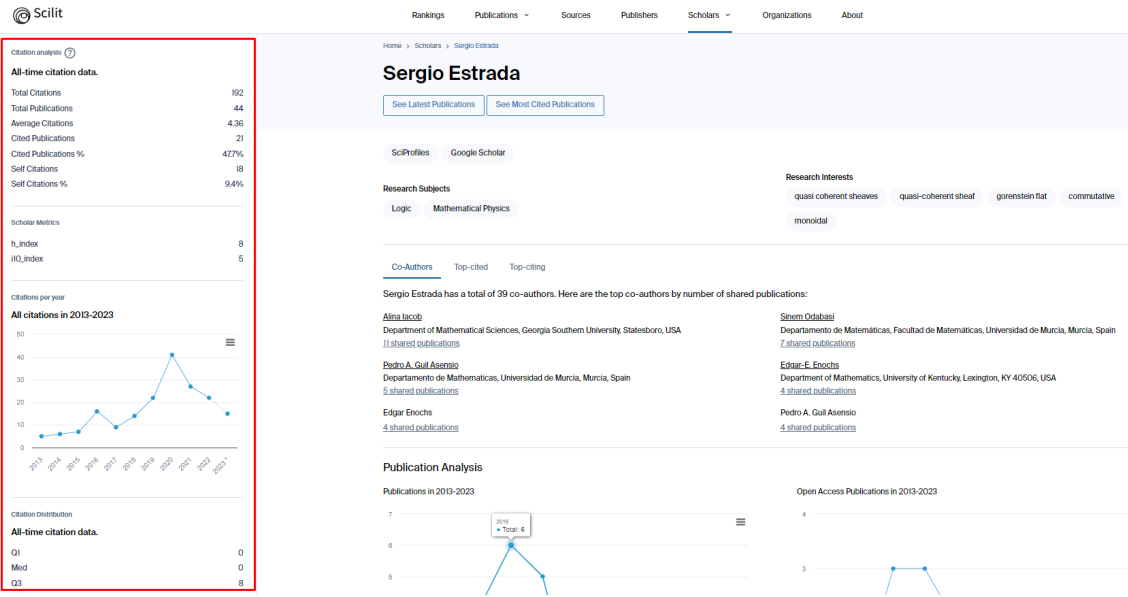 Scilit
Rankings
Publications
Sources
Publishers
Scholars
Organizations
About
Citation analysis ?
All-time citation data.
Total Citations 192
Total Publications 44
Average Citations 4.36
Cited Publications 21
Cited Publications % 47.7%
Self Citations 18
Self Citations % 9.4%
Scholar Metrics
h_index 8
i10_index 5
Citations per year
All citations in 2013-2023
50
40
30
20
10
0
2013 2014 2015 2016 2017 2018 2019 2020 2021 2022 2023 *
Citation Distribution
All-time citation data.
Q1 0
Med 0
Q3 8
Home > Scholars > Sergio Estrada
Sergio Estrada
See Latest Publications
See Most Cited Publications
SciProfiles
Google Scholar
Research Subjects
Logic
Mathematical Physics
Research Interests
quasi coherent sheaves
quasi-coherent sheaf
gorenstein flat
commutative
monoidal
Co-Authors
Top-cited
Top-citing
Sergio Estrada has a total of 39 co-authors. Here are the top co-authors by number of shared publications:
Alina Iacob
Department of Mathematical Sciences, Georgia Southern University, Statesboro, USA
11 shared publications
Sinem Odabasi
Departamento de Matemáticas, Facultad de Matemáticas, Universidad de Murcia, Murcia, Spain
7 shared publications
Pedro A. Guil Asensio
Departamento de Mathematicas, Universidad de Murcia, Murcia, Spain
5 shared publications
Edgar-E. Enochs
Department of Mathematics, University of Kentucky, Lexington, KY 40506, USA
4 shared publications
Edgar Enochs
4 shared publications
Pedro A. Guil Asensio
4 shared publications
Publication Analysis
Publications in 2013-2023
7
6
5
2016
Total: 6
Open Access Publications in 2013-2023
4
3